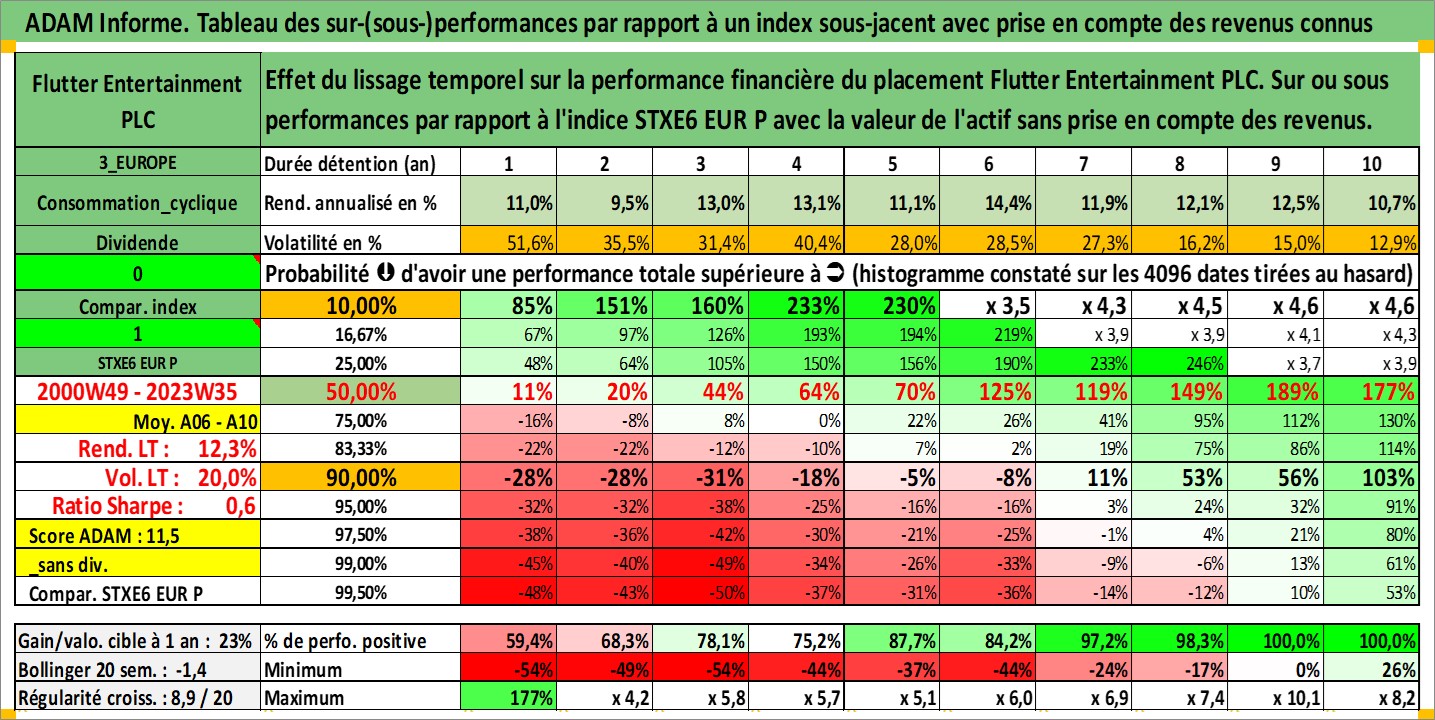 ADAM Informe. Tableau des sur-(sous-)performances par rapport à un index sous-jacent avec prise en compte des revenus connus
Flutter Entertainment PLC
Effet du lissage temporel sur la performance financière du placement Flutter Entertainment PLC. Sur ou sous
performances par rapport à l'indice STXE6 EUR P avec la valeur de l'actif sans prise en compte des revenus.
3_EUROPE Durée détention (an) 1 2 3 4 5 6 7 8 9 10
Consommation_cyclique Rend. annualisé en % 11,0% 9,5% 13,0% 13,1% 11,1% 14,4% 11,9% 12,1% 12,5% 10,7%
Dividende Volatilité en % 51,6% 35,5% 31,4% 40,4% 28,0% 28,5% 27,3% 16,2% 15,0% 12,9%
0 Probabilité d'avoir une performance totale supérieure à (histogramme constaté sur les 4096 dates tirées au hasard)
Compar. index 10,00% 85% 151% 160% 233% 230% x 3,5 x 4,3 x 4,5 x 4,6 x 4,6
1 16,67% 67% 97% 126% 193% 194% 219% x 3,9 x 3,9 x 4,1 x 4,3
STXE6 EUR P 25,00% 48% 64% 105% 150% 156% 190% 233% 246% x 3,7 x 3,9
2000W49 - 2023W35 50,00% 11% 20% 44% 64% 70% 125% 119% 149% 189% 177%
Moy. A06 - A10 75,00% -16% -8% 8% 0% 22% 26% 41% 95% 112% 130%
Rend. LT : 12,3% 83,33% -22% -22% -12% -10% 7% 2% 19% 75% 86% 114%
Vol. LT : 20,0% 90,00% -28% -28% -31% -18% -5% -8% 11% 53% 56% 103%
Ratio Sharpe : 0,6 95,00% -32% -32% -38% -25% -16% -16% 3% 24% 32% 91%
Score ADAM : 11,5 97,50% -38% -36% -42% -30% -21% -25% -1% 4% 21% 80%
_sans div. 99,00% -45% -40% -49% -34% -26% -33% -9% -6% 13% 61%
Compar. STXE6 EUR P 99,50% -48% -43% -50% -37% -31% -36% -14% -12% 10% 53%
Gain/valo. cible à 1 an : 23% % de perfo. positive 59,4% 68,3% 78,1% 75,2% 87,7% 84,2% 97,2% 98,3% 100,0% 100,0%
Bollinger 20 sem. : -1,4 Minimum -54% -49% -54% -44% -37% -44% -24% -17% 0% 26%
Régularité croiss. : 8,9 / 20 Maximum 177% x 4,2 x 5,8 x 5,7 x 5,1 x 6,0 x 6,9 x 7,4 x 10,1 x 8,2